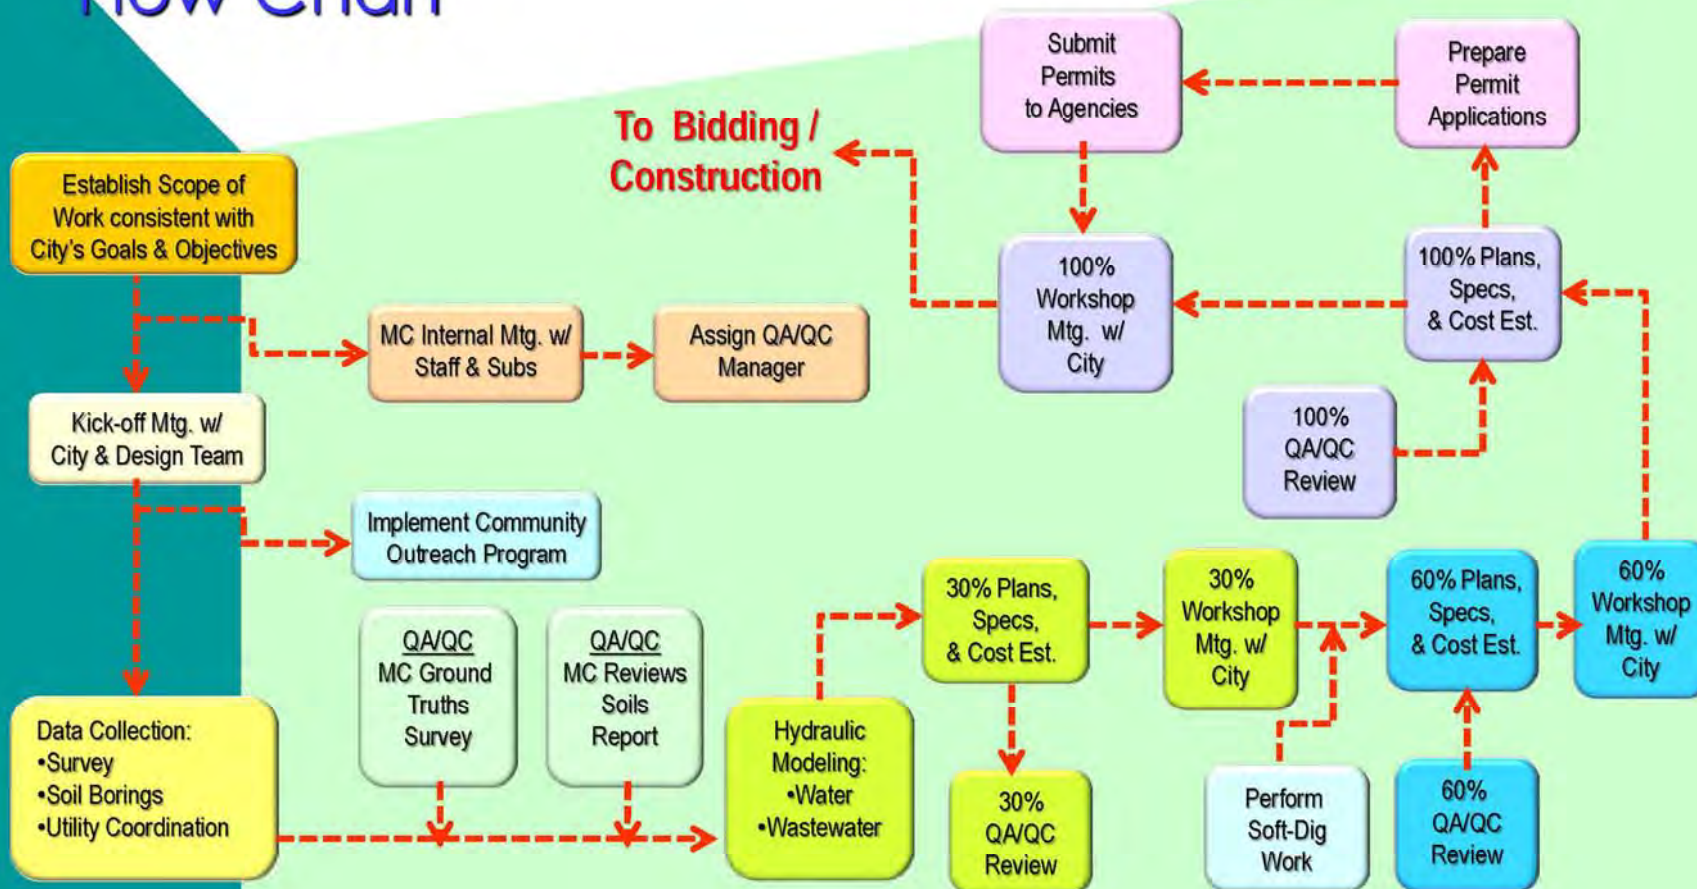 Flow Chart
Submit
Permits
to Agencies
Prepare
Permit
Applications
To Bidding /
Construction
Establish Scope of
Work consistent with
City's Goals & Objectives
100%
Workshop
Mtg. w/
City
100% Plans,
Specs,
& Cost Est.
MC Internal Mtg. w/
Staff & Subs
Assign QA/QC
Manager
Kick-off Mtg. w/
City & Design Team
100%
QA/QC
Review
Implement Community
Outreach Program
30% Plans,
Specs,
& Cost Est.
30%
Workshop
Mtg. w/
City
60% Plans,
Specs,
& Cost Est.
60%
Workshop
Mtg. w/
City
QA/QC
MC Ground
Truths
Survey
QA/QC
MC Reviews
Soils
Report
Data Collection:
•Survey
•Soil Borings
•Utility Coordination
Hydraulic
Modeling:
•Water
•Wastewater
30%
QA/QC
Review
Perform
Soft-Dig
Work
60%
QA/QC
Review